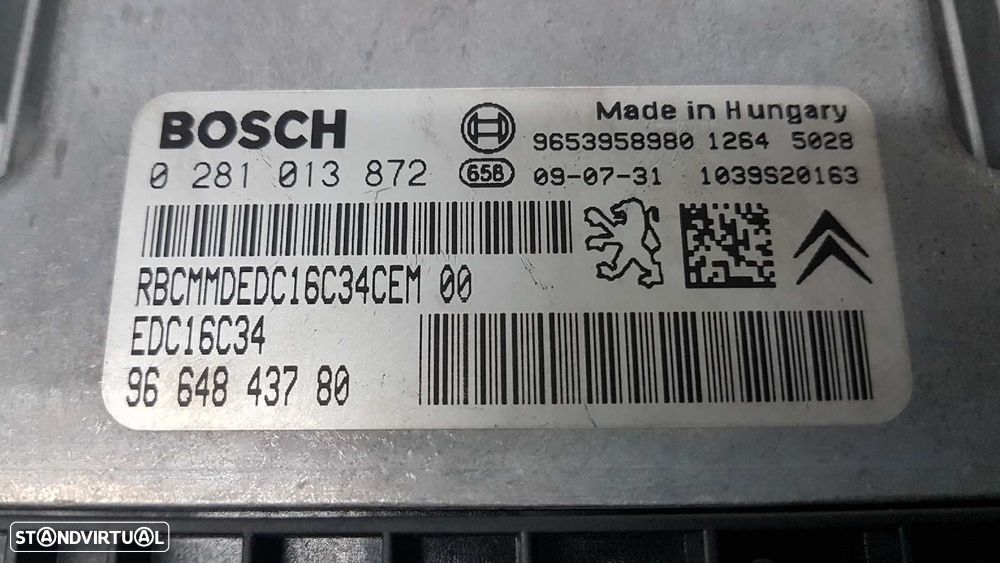 BOSCH
Made in Hungary
9653958980 1264 5028
0 281 013 872 658 09-07-31 1039S20163
RBCMMDEDC16C34CEM 00
EDC16C34
96 648 437 80
STANDVIRTUAL